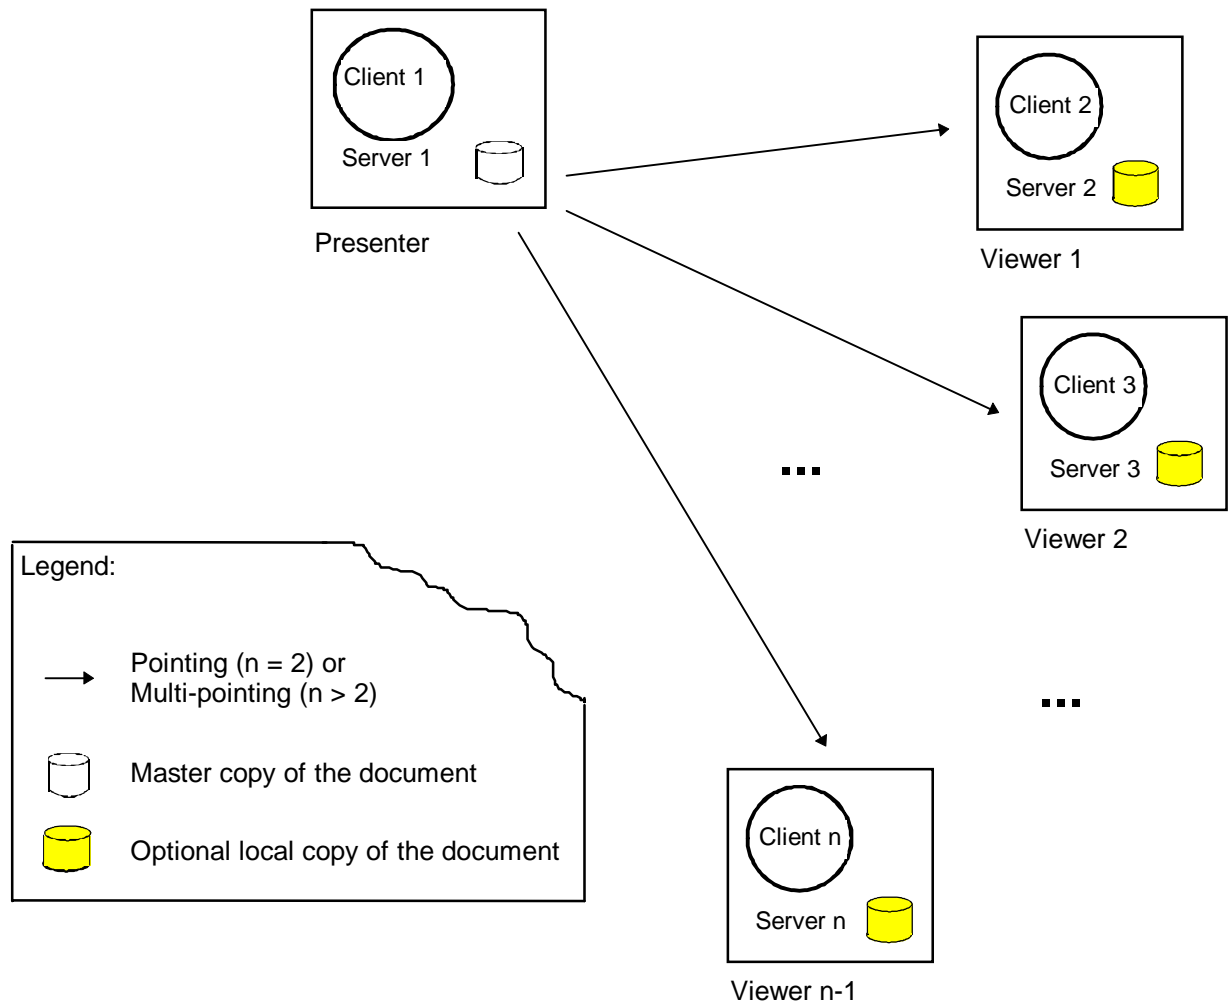 Client 1
Server 1
Presenter
Client 2
Server 2
Viewer 1
Client 3
Server 3
Viewer 2
...
...
Legend:
Pointing (n = 2) or
Multi-pointing (n > 2)
Master copy of the document
Optional local copy of the document
Client n
Server n
Viewer n-1